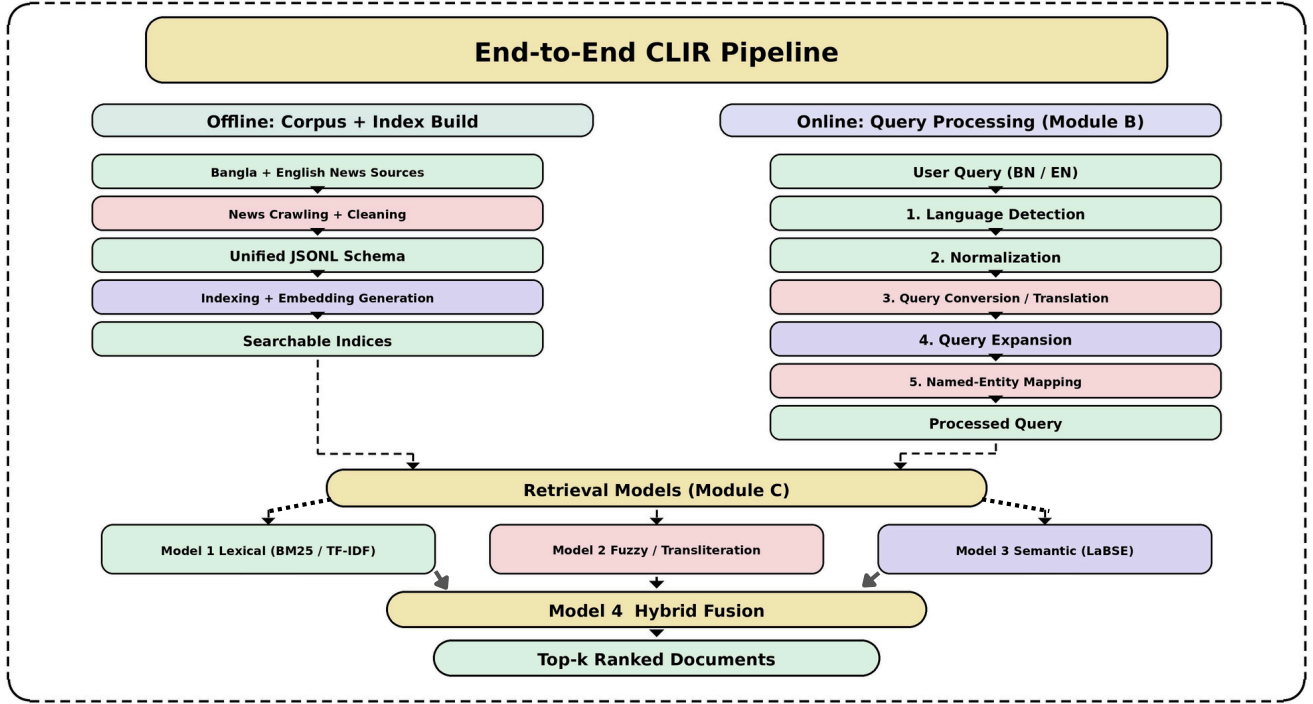 End-to-End CLIR Pipeline
Offline: Corpus + Index Build
Bangla + English News Sources
News Crawling + Cleaning
Unified JSONL Schema
Indexing + Embedding Generation
Searchable Indices
Online: Query Processing (Module B)
User Query (BN / EN)
1. Language Detection
2. Normalization
3. Query Conversion / Translation
4. Query Expansion
5. Named-Entity Mapping
Processed Query
Retrieval Models (Module C)
Model 1 Lexical (BM25 / TF-IDF)
Model 2 Fuzzy / Transliteration
Model 3 Semantic (LaBSE)
Model 4  Hybrid Fusion
Top-k Ranked Documents